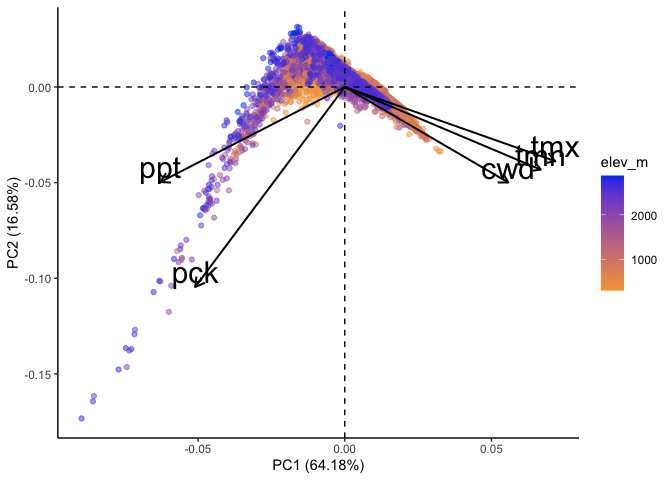 0.00
-0.05
-0.10
-0.15
PC2 (16.58%)
ppt
pck
cwd
tmn
tmx
-0.05
0.00
0.05
PC1 (64.18%)
elev_m
2000
1000